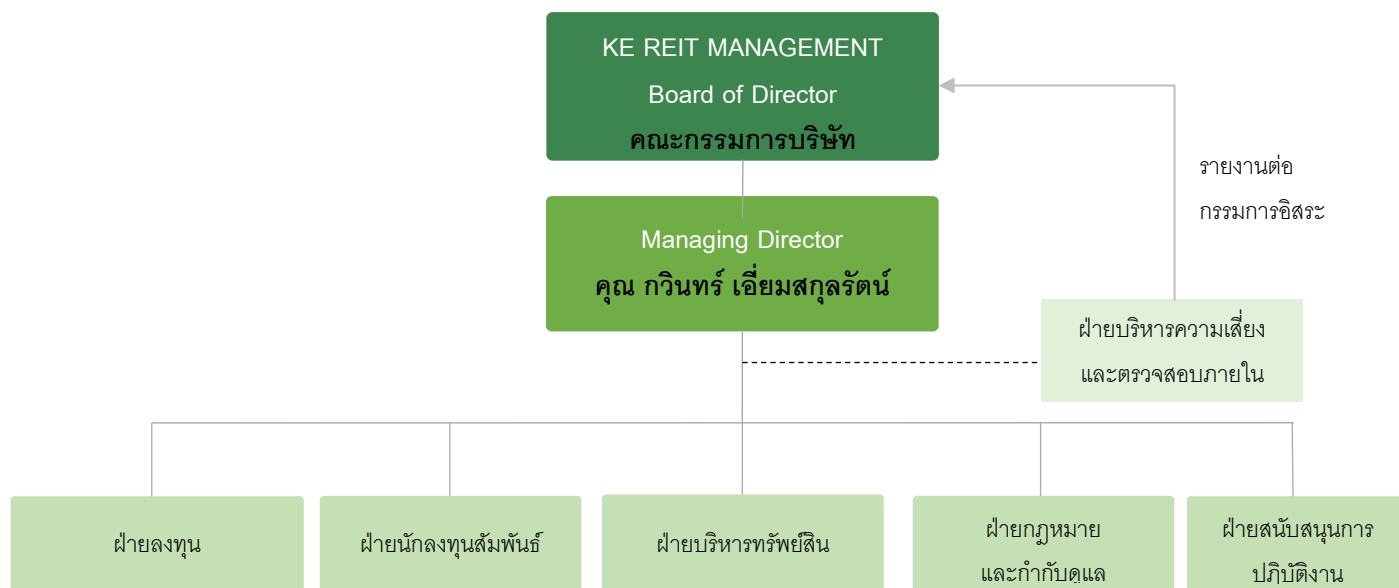 KE REIT MANAGEMENT
Board of Director
คณะกรรมการบริษัท
รายงานต่อ
กรรมการอิสระ
Managing Director
คุณ กวินทร์ เอี่ยมสกุลรัตน์
ฝ่ายบริหารความเสี่ยง
และตรวจสอบภายใน
ฝ่ายลงทุน
ฝ่ายนักลงทุนสัมพันธ์
ฝ่ายบริหารทรัพย์สิน
ฝ่ายกฎหมาย
และกำกับดูแล
ฝ่ายสนับสนุนการ
ปฏิบัติงาน